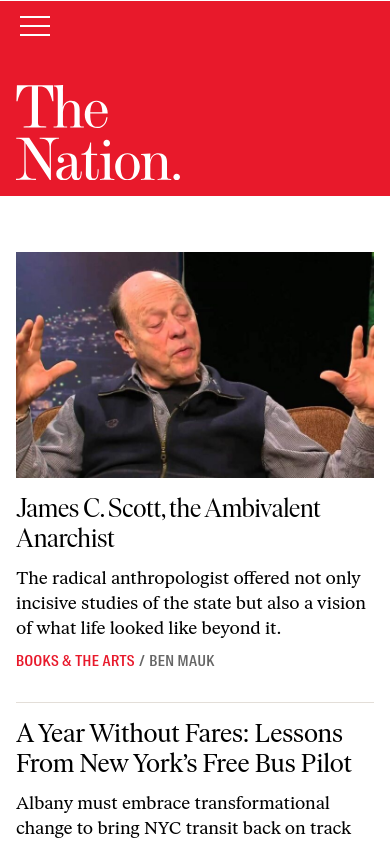 The
Nation.
James C. Scott, the Ambivalent
Anarchist
The radical anthropologist offered not only
incisive studies of the state but also a vision
of what life looked like beyond it.
BOOKS & THE ARTS / BEN MAUK
A Year Without Fares: Lessons
From New York’s Free Bus Pilot
Albany must embrace transformational
change to bring NYC transit back on track